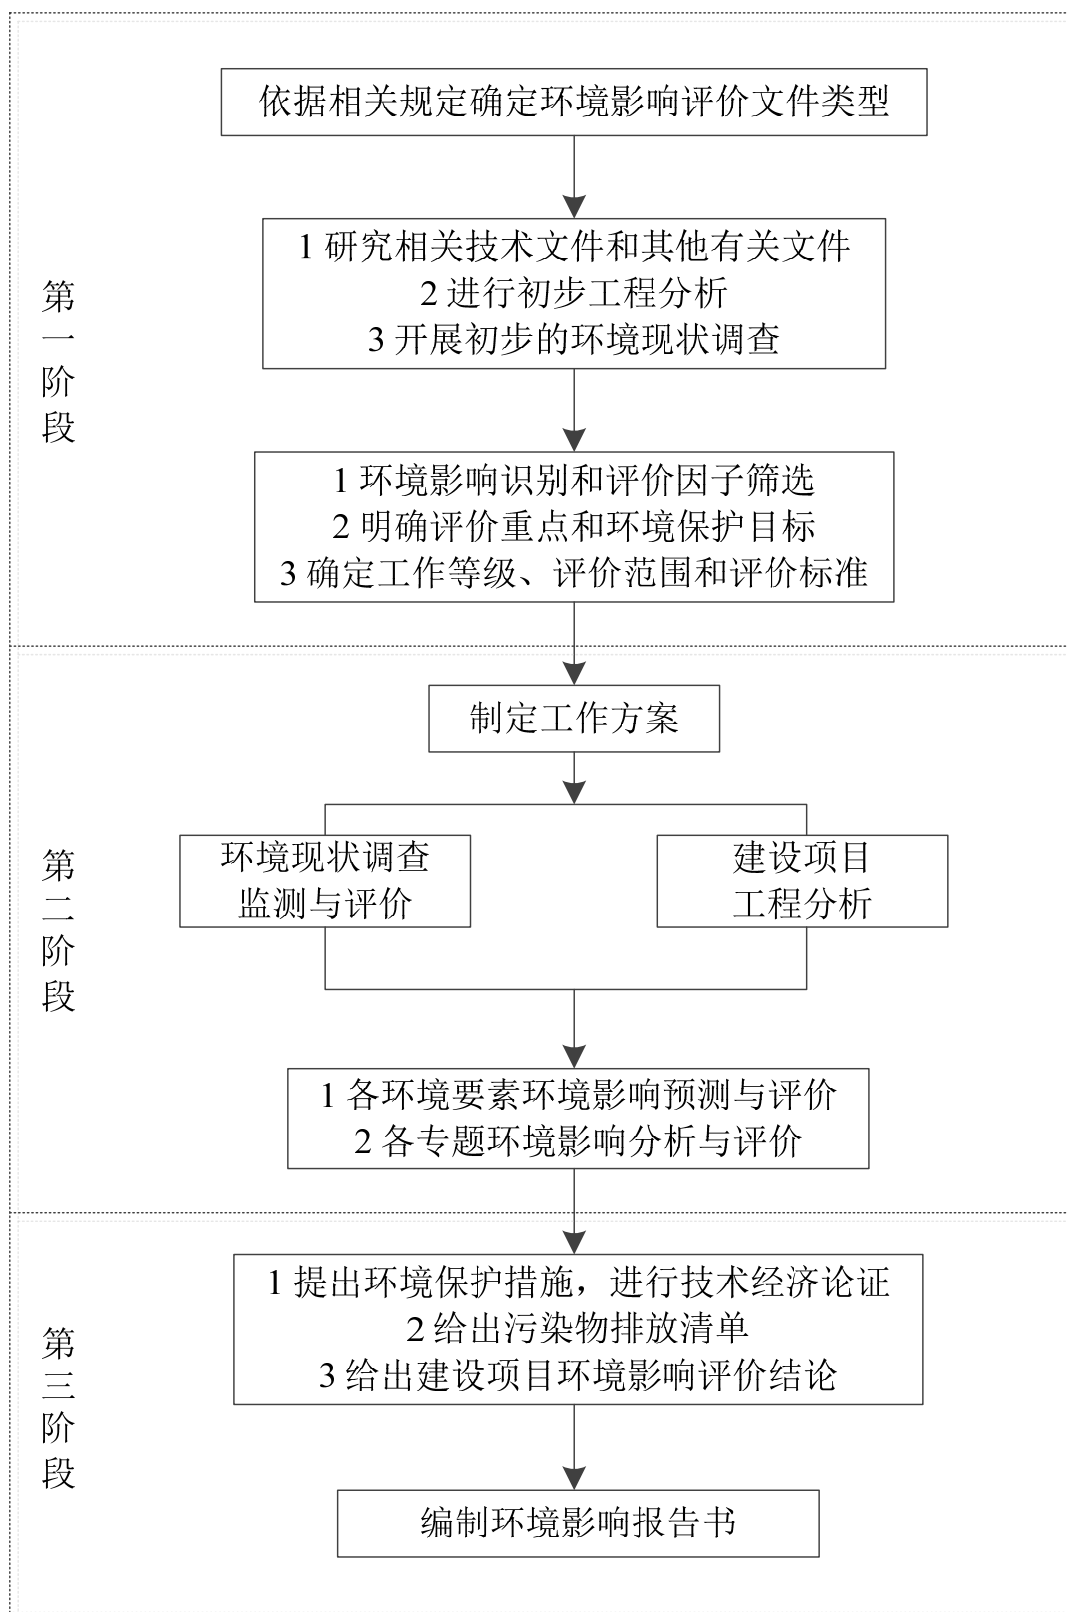 依据相关规定确定环境影响评价文件类型
1 研究相关技术文件和其他有关文件
2 进行初步工程分析
3 开展初步的环境现状调查
第一阶段
1 环境影响识别和评价因子筛选
2 明确评价重点和环境保护目标
3 确定工作等级、评价范围和评价标准
制定工作方案
环境现状调查
监测与评价
建设项目
工程分析
第二阶段
1 各环境要素环境影响预测与评价
2 各专题环境影响分析与评价
1 提出环境保护措施，进行技术经济论证
2 给出污染物排放清单
3 给出建设项目环境影响评价结论
第三阶段
编制环境影响报告书